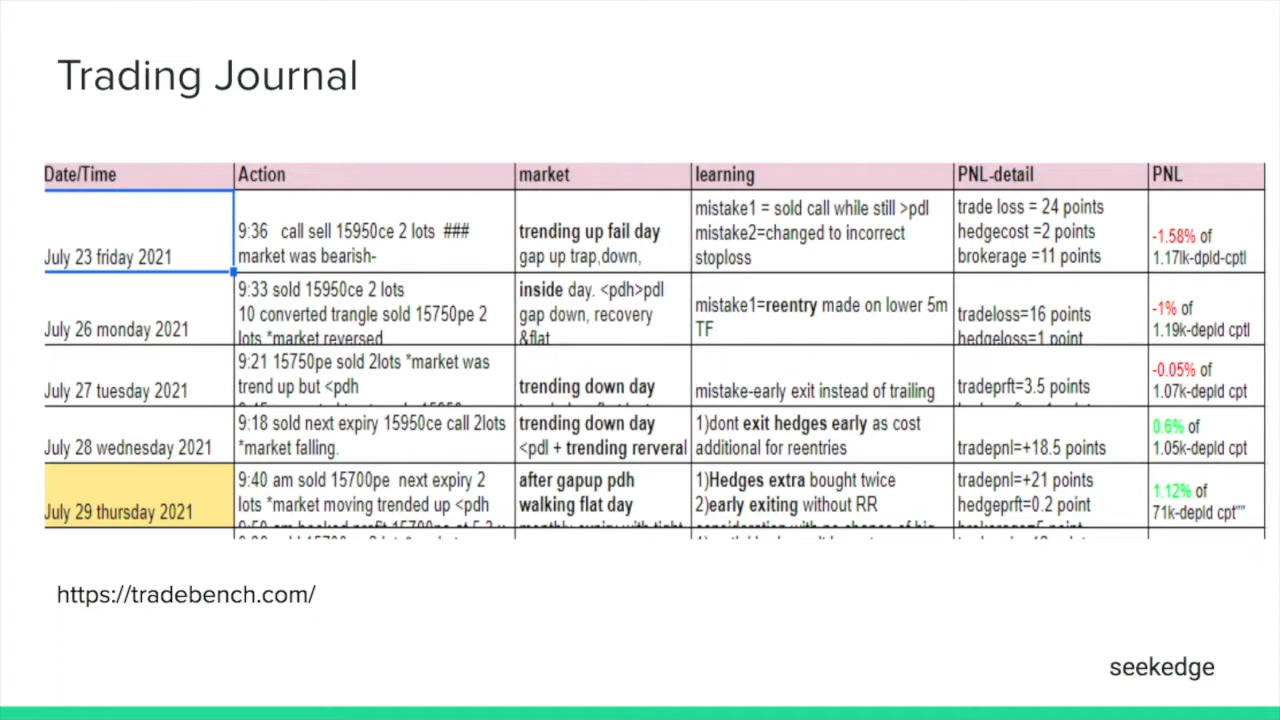 Trading Journal
Date/Time
Action
market
learning
PNL-detail
PNL
July 23 friday 2021
9:36 call sell 15950ce 2 lots ###
market was bearish-
trending up fail day
gap up trap,down,
mistake1 = sold call while still >pdl
mistake2=changed to incorrect
stoploss
trade loss = 24 points
hedgecost =2 points
brokerage =11 points
-1.58% of
1.17lk-dpld-cptl
July 26 monday 2021
9:33 sold 15950ce 2 lots
10 converted trangle sold 15750pe 2
lots *market reversed
inside day. <pdh>pdl
gap down, recovery
&flat
mistake1=reentry made on lower 5m
TF
tradeloss=16 points
hedgeloss=1 point
-1% of
1.19k-depld cptl
July 27 tuesday 2021
9:21 15750pe sold 2lots *market was
trend up but <pdh
trending down day
mistake-early exit instead of trailing
tradeprft=3.5 points
-0.05% of
1.07k-depld cpt
July 28 wednesday 2021
9:18 sold next expiry 15950ce call 2lots
*market falling.
trending down day
<pdl + trending rerveral
1)dont exit hedges early as cost
additional for reentries
tradepnl=+18.5 points
0.6% of
1.05k-depld cpt
July 29 thursday 2021
9:40 am sold 15700pe next expiry 2
lots *market moving trended up <pdh
after gapup pdh
walking flat day
monthly expiry with tight
1)Hedges extra bought twice
2)early exiting without RR
tradepnl=+21 points
hedgeprft=0.2 point
brokerage=5 point
1.12% of
71k-depld cpt""
https://tradebench.com/
seekedge